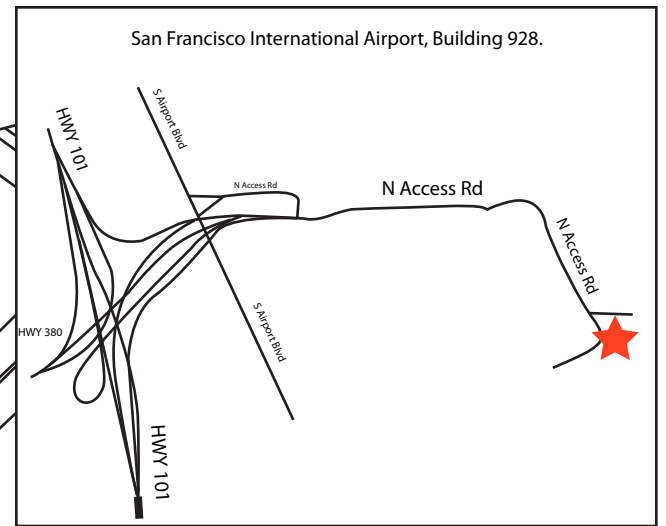 San Francisco International Airport, Building 928.
HWY 101
S Airport Blvd
N Access Rd
N Access Rd
N Access Rd
S Airport Blvd
HWY 380
HWY 101